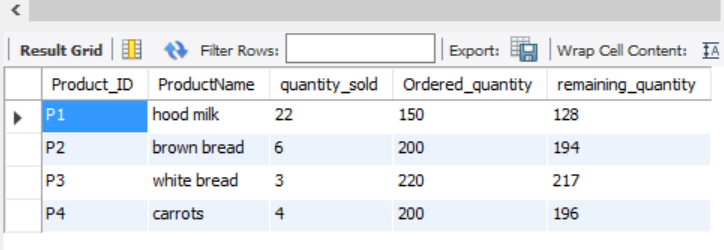 Result Grid Filter Rows: Export: Wrap Cell Content:
Product_ID ProductName quantity_sold Ordered_quantity remaining_quantity
P1 hood milk 22 150 128
P2 brown bread 6 200 194
P3 white bread 3 220 217
P4 carrots 4 200 196